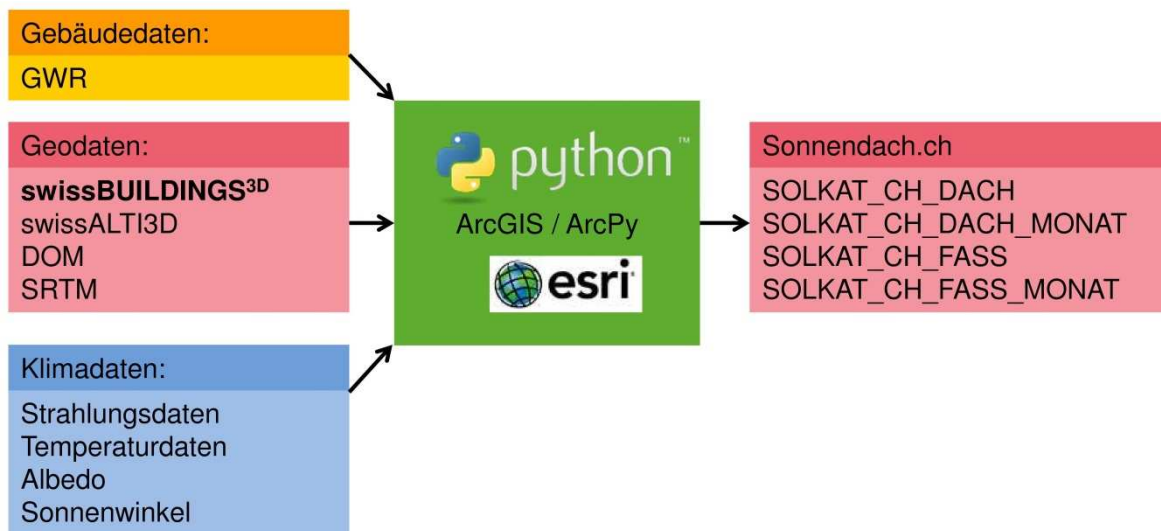 Gebäudedaten:
GWR
Geodaten:
swissBUILDINGS³ᴰ
swissALTI3D
DOM
SRTM
Klimadaten:
Strahlungsdaten
Temperaturdaten
Albedo
Sonnenwinkel
python™
ArcGIS / ArcPy
esri
Sonnendach.ch
SOLKAT_CH_DACH
SOLKAT_CH_DACH_MONAT
SOLKAT_CH_FASS
SOLKAT_CH_FASS_MONAT